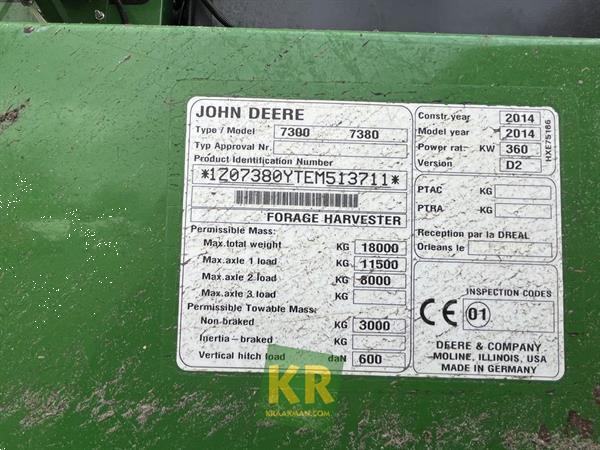 JOHN DEERE
Type / Model 7300 7380
Typ Approval Nr.
Product Identification Number
*1Z07380YTEM513711*
FORAGE HARVESTER
Permissible Mass:
Max.total weight KG 18000
Max.axle 1 load KG 11500
Max.axle 2 load KG 8000
Max.axle 3 load KG
Permissible Towable Mass:
Non-braked KG 3000
Inertia-braked KG
Vertical hitch load daN 600
Constr.year 2014
Model year 2014
Power rat. KW 360
Version D2
HXE75186
PTAC KG
PTRA KG
Reception par la DREAL
Orleans le
INSPECTION CODES
CE 01
DEERE & COMPANY
MOLINE, ILLINOIS, USA
MADE IN GERMANY
KR
KRAAKMAN.COM